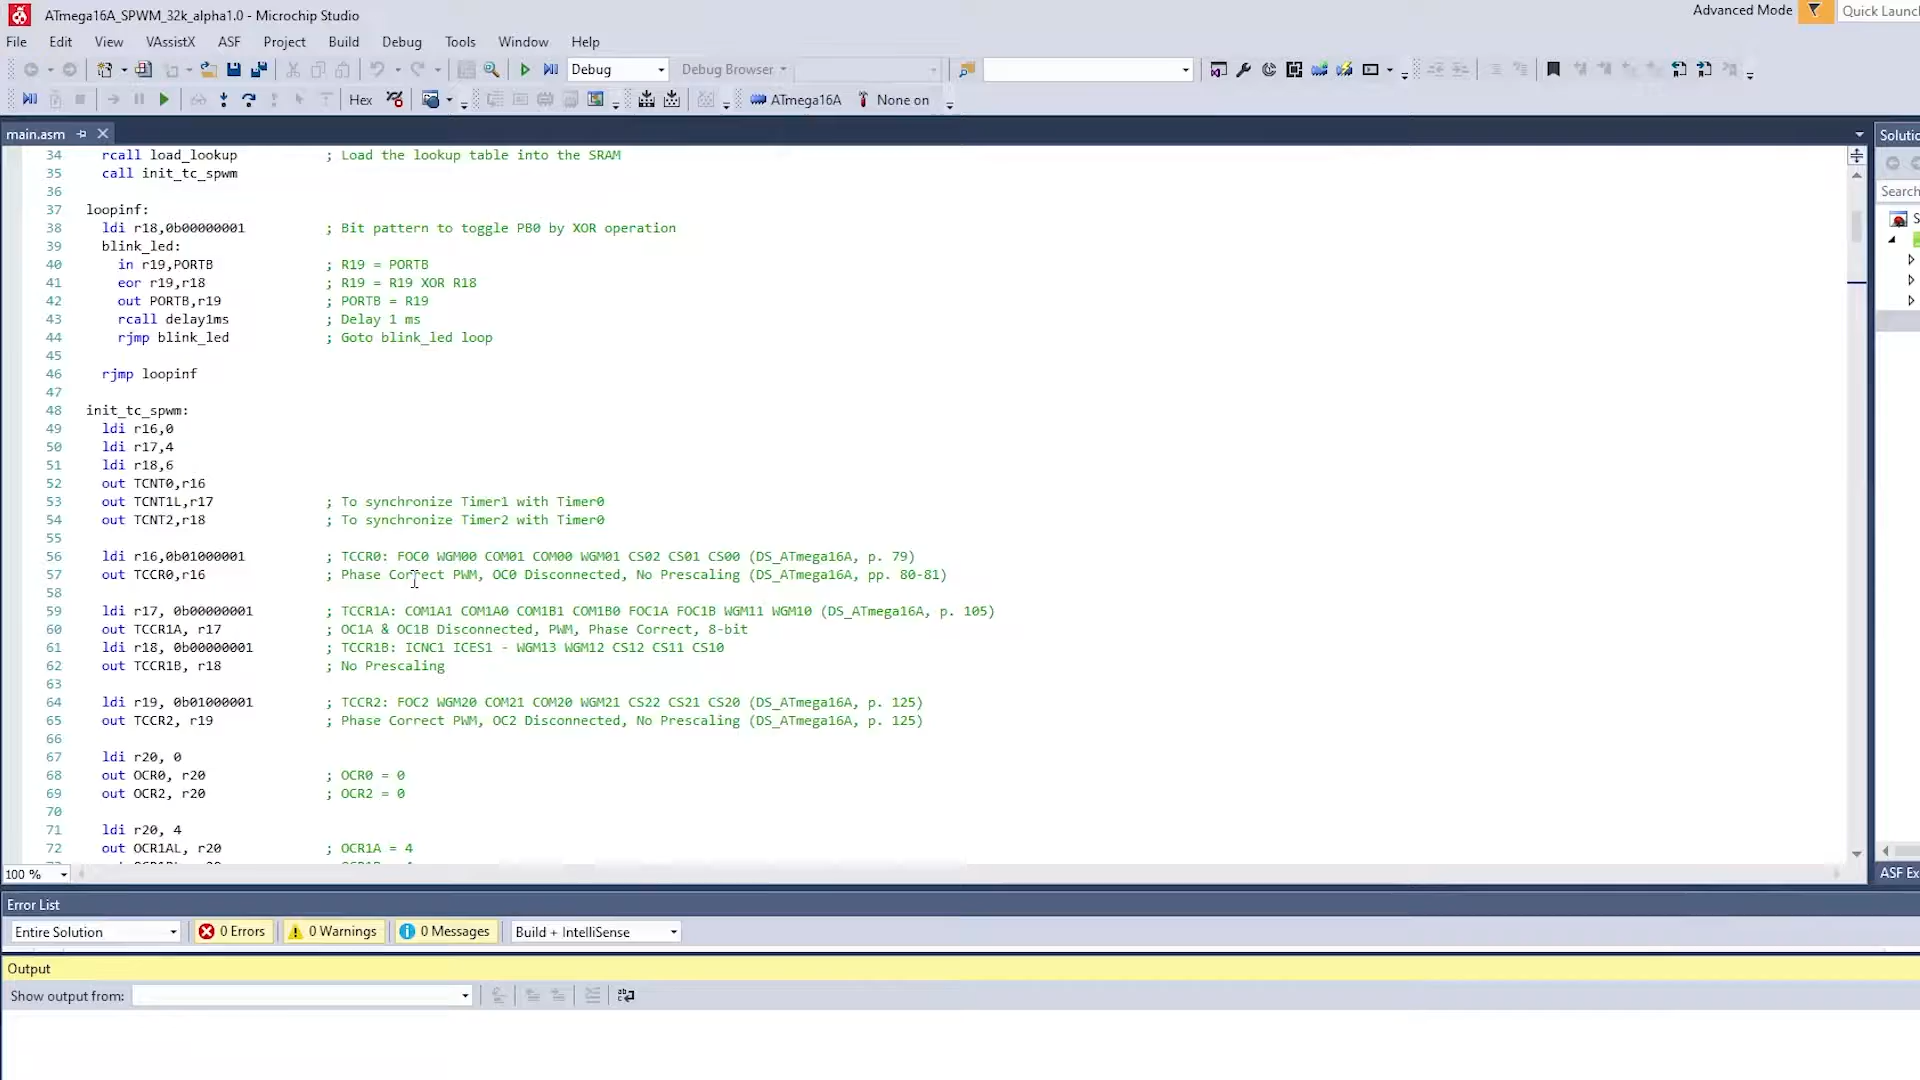 ATmega16A_SPWM_32k_alpha1.0 - Microchip Studio
Advanced Mode
Quick Launc
File Edit View VAssistX ASF Project Build Debug Tools Window Help
Debug Debug Browser
Hex ATmega16A None on
main.asm
34 rcall load_lookup ; Load the lookup table into the SRAM
35 call init_tc_spwm
36
37 loopinf:
38 ldi r18,0b00000001 ; Bit pattern to toggle PB0 by XOR operation
39 blink_led:
40 in r19,PORTB ; R19 = PORTB
41 eor r19,r18 ; R19 = R19 XOR R18
42 out PORTB,r19 ; PORTB = R19
43 rcall delay1ms ; Delay 1 ms
44 rjmp blink_led ; Goto blink_led loop
45
46 rjmp loopinf
47
48 init_tc_spwm:
49 ldi r16,0
50 ldi r17,4
51 ldi r18,6
52 out TCNT0,r16
53 out TCNT1L,r17 ; To synchronize Timer1 with Timer0
54 out TCNT2,r18 ; To synchronize Timer2 with Timer0
55
56 ldi r16,0b01000001 ; TCCR0: FOC0 WGM00 COM01 COM00 WGM01 CS02 CS01 CS00 (DS_ATmega16A, p. 79)
57 out TCCR0,r16 ; Phase Correct PWM, OC0 Disconnected, No Prescaling (DS_ATmega16A, pp. 80-81)
58
59 ldi r17, 0b00000001 ; TCCR1A: COM1A1 COM1A0 COM1B1 COM1B0 FOC1A FOC1B WGM11 WGM10 (DS_ATmega16A, p. 105)
60 out TCCR1A, r17 ; OC1A & OC1B Disconnected, PWM, Phase Correct, 8-bit
61 ldi r18, 0b00000001 ; TCCR1B: ICNC1 ICES1 - WGM13 WGM12 CS12 CS11 CS10
62 out TCCR1B, r18 ; No Prescaling
63
64 ldi r19, 0b01000001 ; TCCR2: FOC2 WGM20 COM21 COM20 WGM21 CS22 CS21 CS20 (DS_ATmega16A, p. 125)
65 out TCCR2, r19 ; Phase Correct PWM, OC2 Disconnected, No Prescaling (DS_ATmega16A, p. 125)
66
67 ldi r20, 0
68 out OCR0, r20 ; OCR0 = 0
69 out OCR2, r20 ; OCR2 = 0
70
71 ldi r20, 4
72 out OCR1AL, r20 ; OCR1A = 4
100 %
Solutio
Search
S
ASF Ex
Error List
Entire Solution 0 Errors 0 Warnings 0 Messages Build + IntelliSense
Output
Show output from: